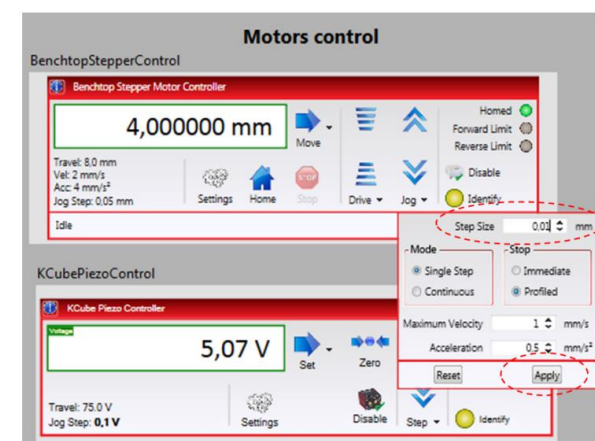 Motors control
BenchtopStepperControl
Benchtop Stepper Motor Controller
4,000000 mm
Move
Homed
Forward Limit
Reverse Limit
Travel: 8,0 mm
Vel: 2 mm/s
Acc: 4 mm/s²
Jog Step: 0,05 mm
Settings
Home
STOP
Stop
Drive
Jog
Disable
Identify
Idle
Step Size 0,01 mm
Mode
Single Step
Continuous
Stop
Immediate
Profiled
Maximum Velocity 1 mm/s
Acceleration 0,5 mm/s²
Reset
Apply
KCubePiezoControl
KCube Piezo Controller
Voltage
5,07 V
Set
Zero
Travel: 75.0 V
Jog Step: 0,1 V
Settings
Disable
Step
Identify